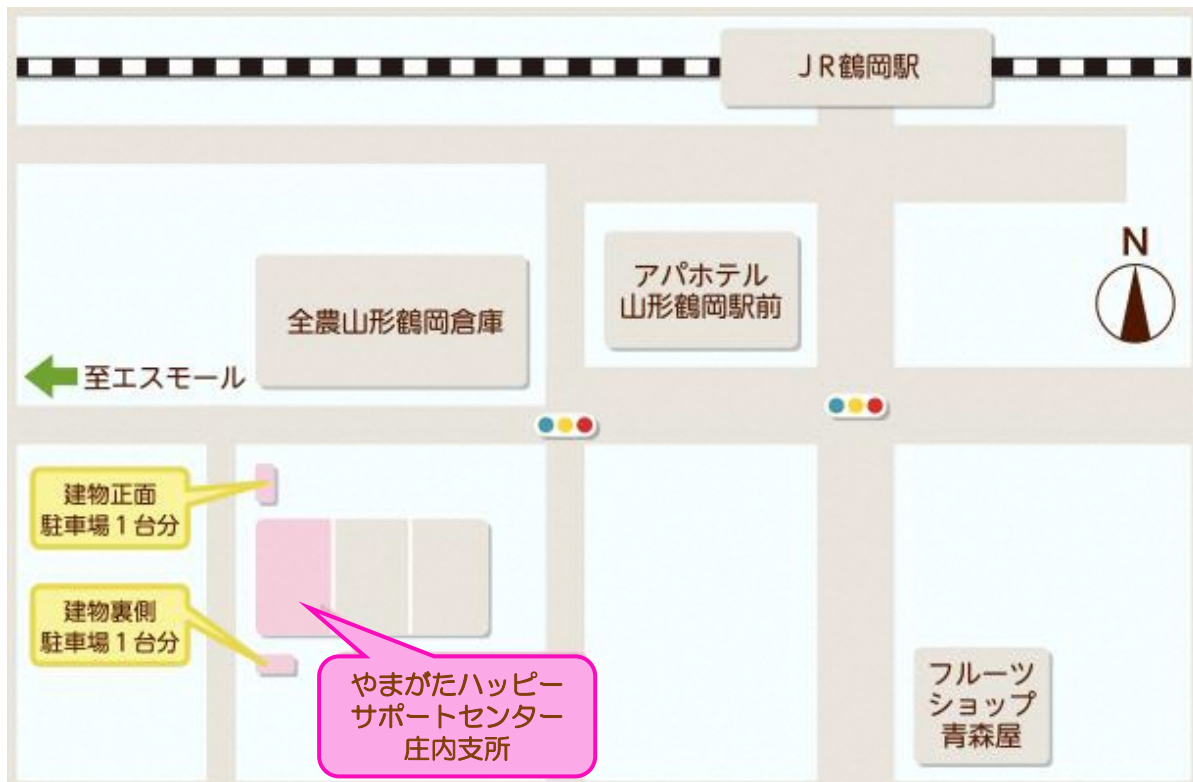 JR鶴岡駅
N
アパホテル
山形鶴岡駅前
全農山形鶴岡倉庫
至エスモール
建物正面
駐車場1台分
建物裏側
駐車場1台分
やまがたハッピー
サポートセンター
庄内支所
フルーツ
ショップ
青森屋